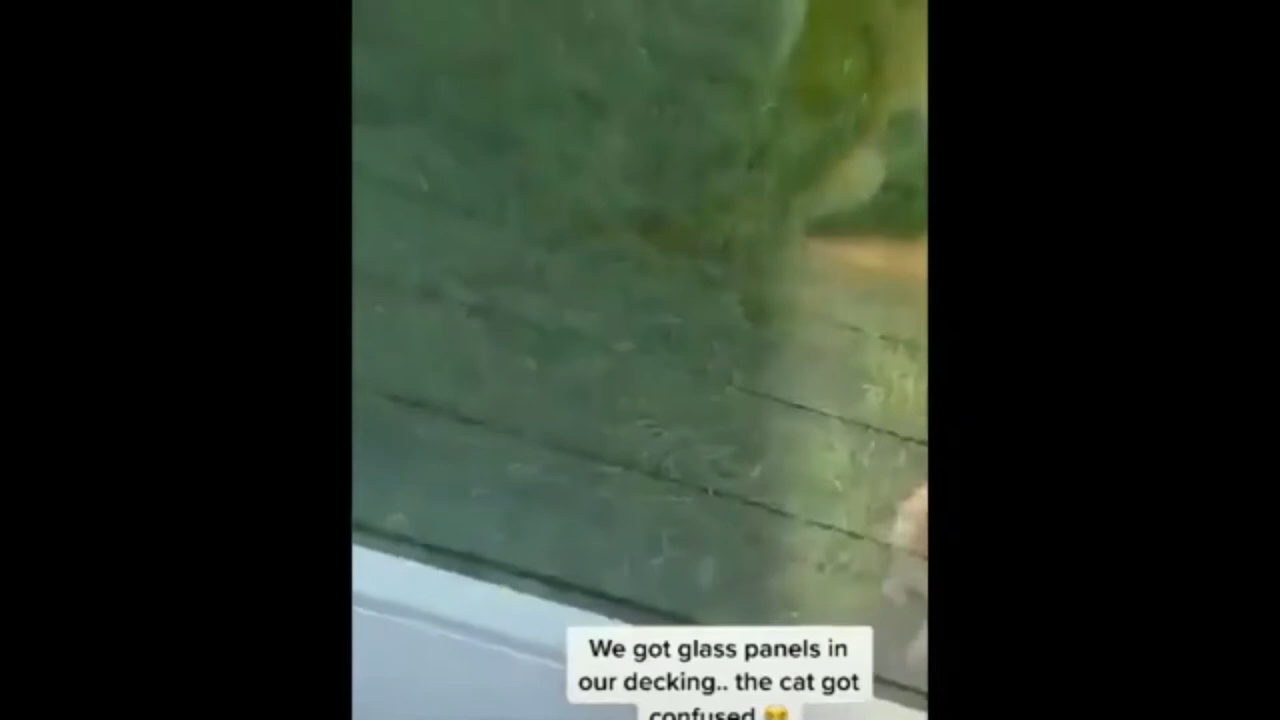 We got glass panels in
our decking.. the cat got
confused 😂